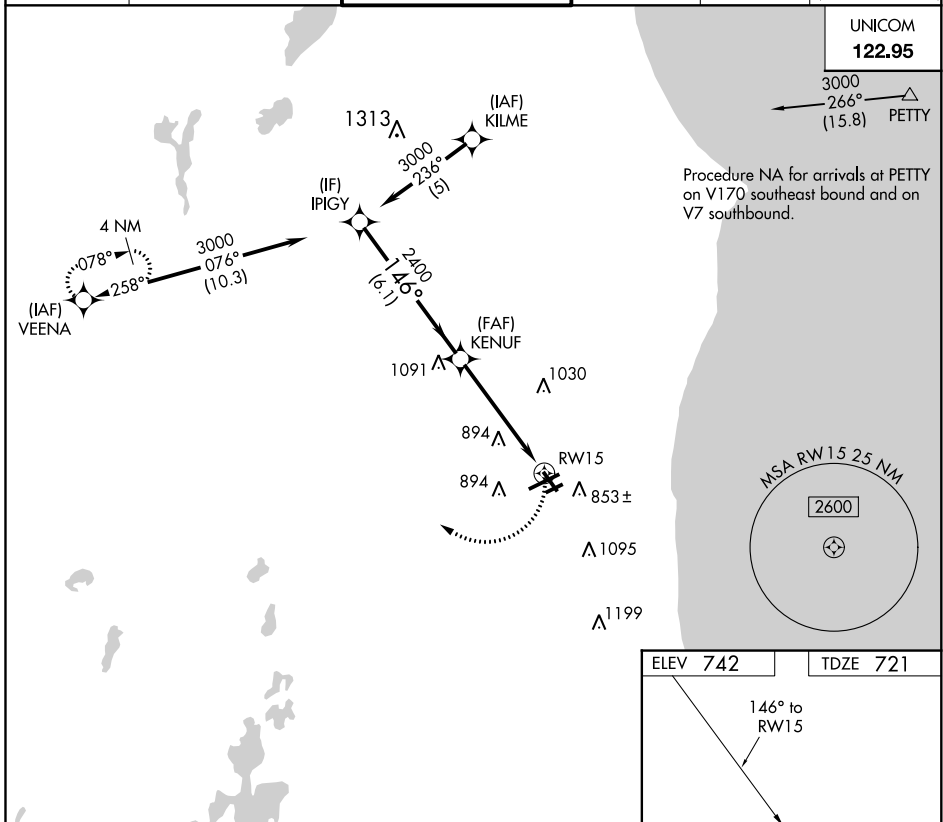 UNICOM
122.95
3000
266°
(15.8)
PETTY
Procedure NA for arrivals at PETTY
on V170 southeast bound and on
V7 southbound.
(IAF)
KILME
1313
3000
236°
(5)
(IF)
IPIGY
4 NM
078°
258°
3000
076°
(10.3)
(IAF)
VEENA
2400
146°
(6.1)
(FAF)
KENUF
1091
1030
894
RW15
894
853±
1095
1199
MSA RW15 25 NM
2600
ELEV 742
TDZE 721
146° to
RW15